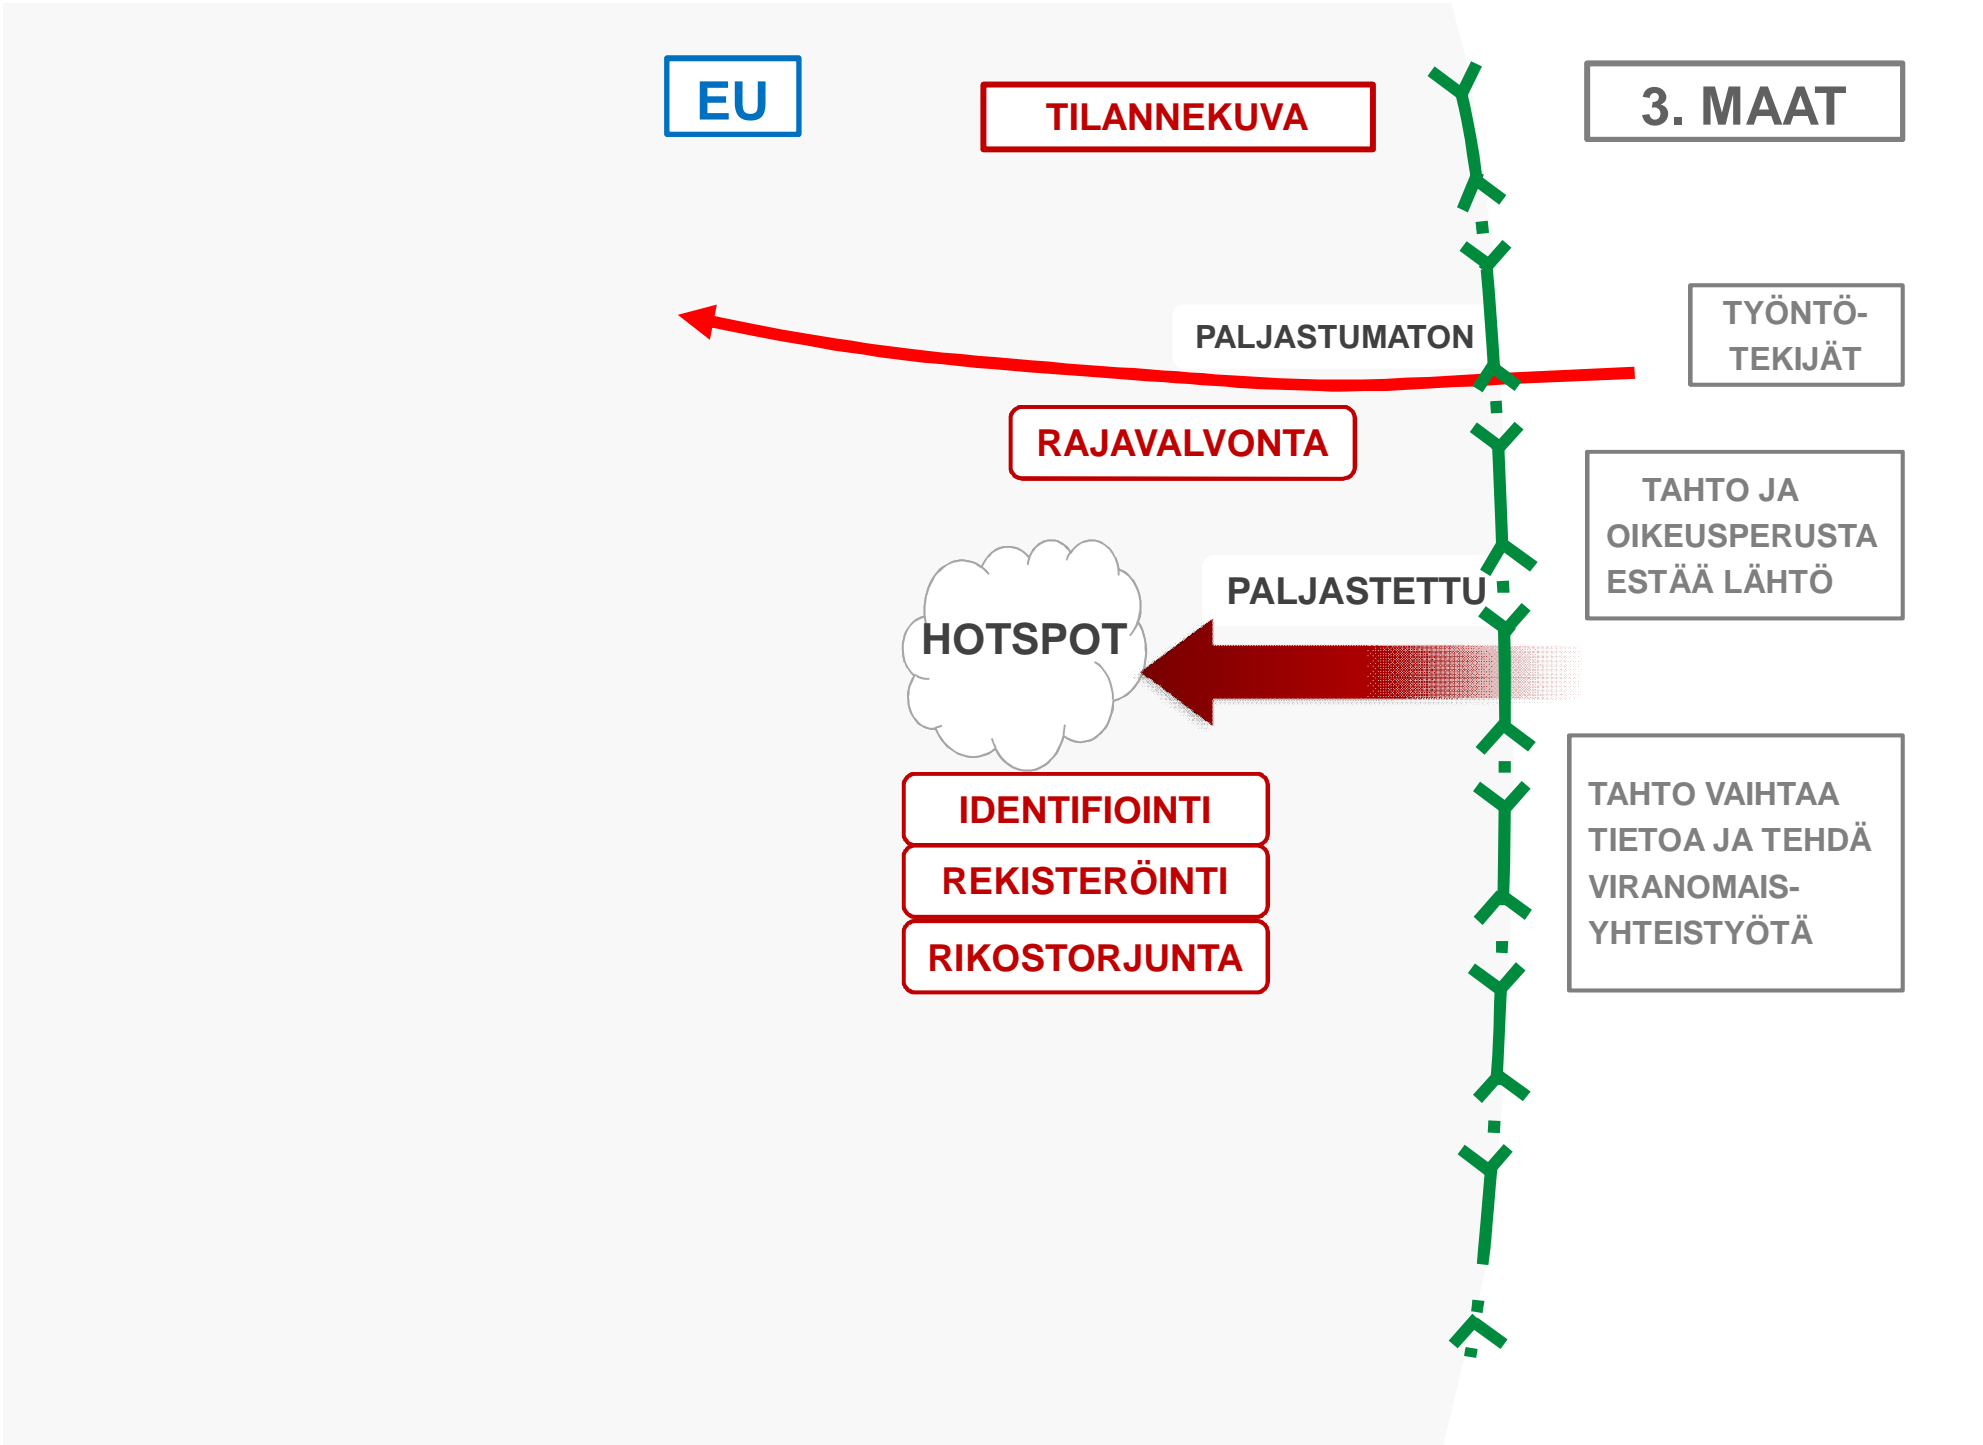 EU
TILANNEKUVA
3. MAAT
PALJASTUMATON
TYÖNTÖ-
TEKIJÄT
RAJAVALVONTA
TAHTO JA
OIKEUSPERUSTA
ESTÄÄ LÄHTÖ
PALJASTETTU
HOTSPOT
IDENTIFIOINTI
REKISTERÖINTI
RIKOSTORJUNTA
TAHTO VAIHTAA
TIETOA JA TEHDÄ
VIRANOMAIS-
YHTEISTYÖTÄ